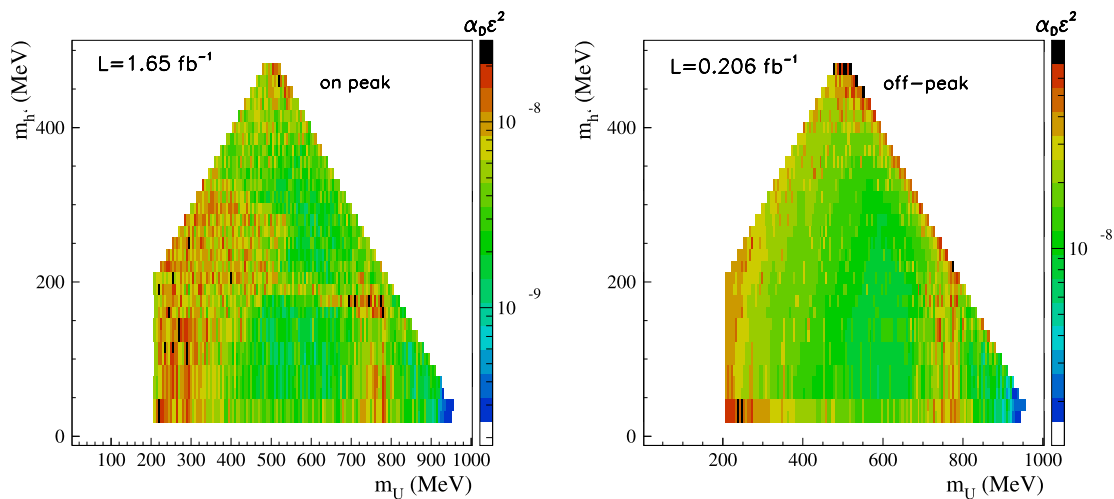 α_D ε²
L=1.65 fb⁻¹
on peak
m_h‘ (MeV)
400
200
0
100 200 300 400 500 600 700 800 900 1000
m_U (MeV)
10⁻⁸
10⁻⁹
α_D ε²
L=0.206 fb⁻¹
off−peak
m_h‘ (MeV)
400
200
0
200 400 600 800 1000
m_U (MeV)
10⁻⁸